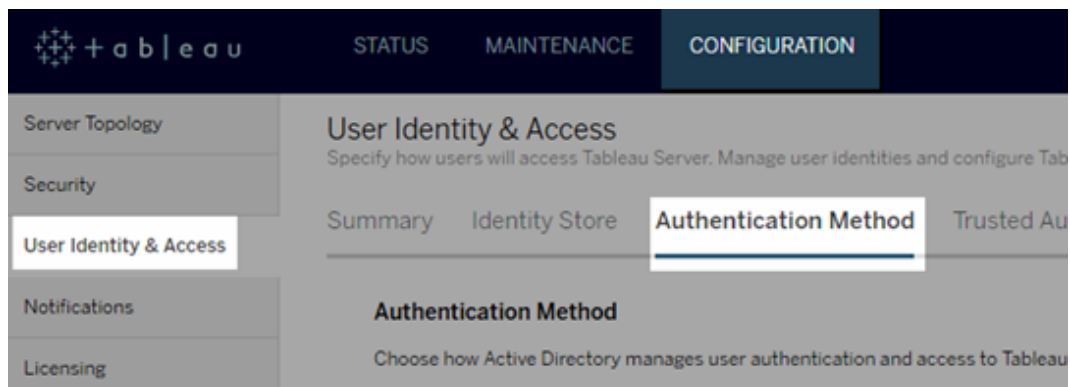 +ableau STATUS MAINTENANCE CONFIGURATION
Server Topology
Security
User Identity & Access
Notifications
Licensing
User Identity & Access
Specify how users will access Tableau Server. Manage user identities and configure Tab
Summary Identity Store Authentication Method Trusted Au
Authentication Method
Choose how Active Directory manages user authentication and access to Tableau